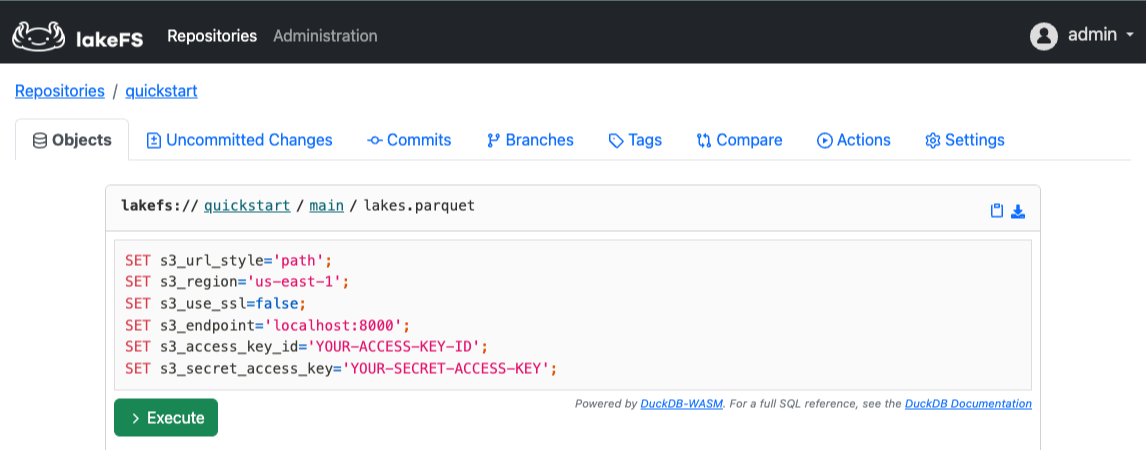 lakeFS Repositories Administration admin
Repositories / quickstart
Objects Uncommitted Changes Commits Branches Tags Compare Actions Settings
lakefs:// quickstart / main / lakes.parquet
SET s3_url_style='path';
SET s3_region='us-east-1';
SET s3_use_ssl=false;
SET s3_endpoint='localhost:8000';
SET s3_access_key_id='YOUR-ACCESS-KEY-ID';
SET s3_secret_access_key='YOUR-SECRET-ACCESS-KEY';
Powered by DuckDB-WASM. For a full SQL reference, see the DuckDB Documentation
Execute